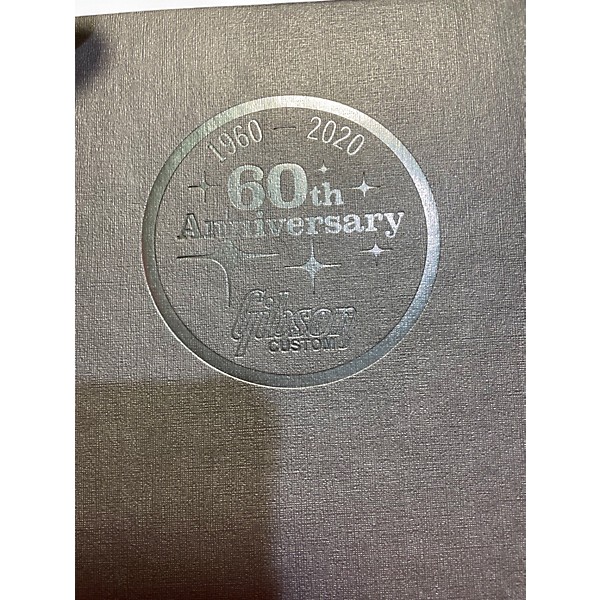 1960 — 2020
60th
Anniversary
Gibson
CUSTOM